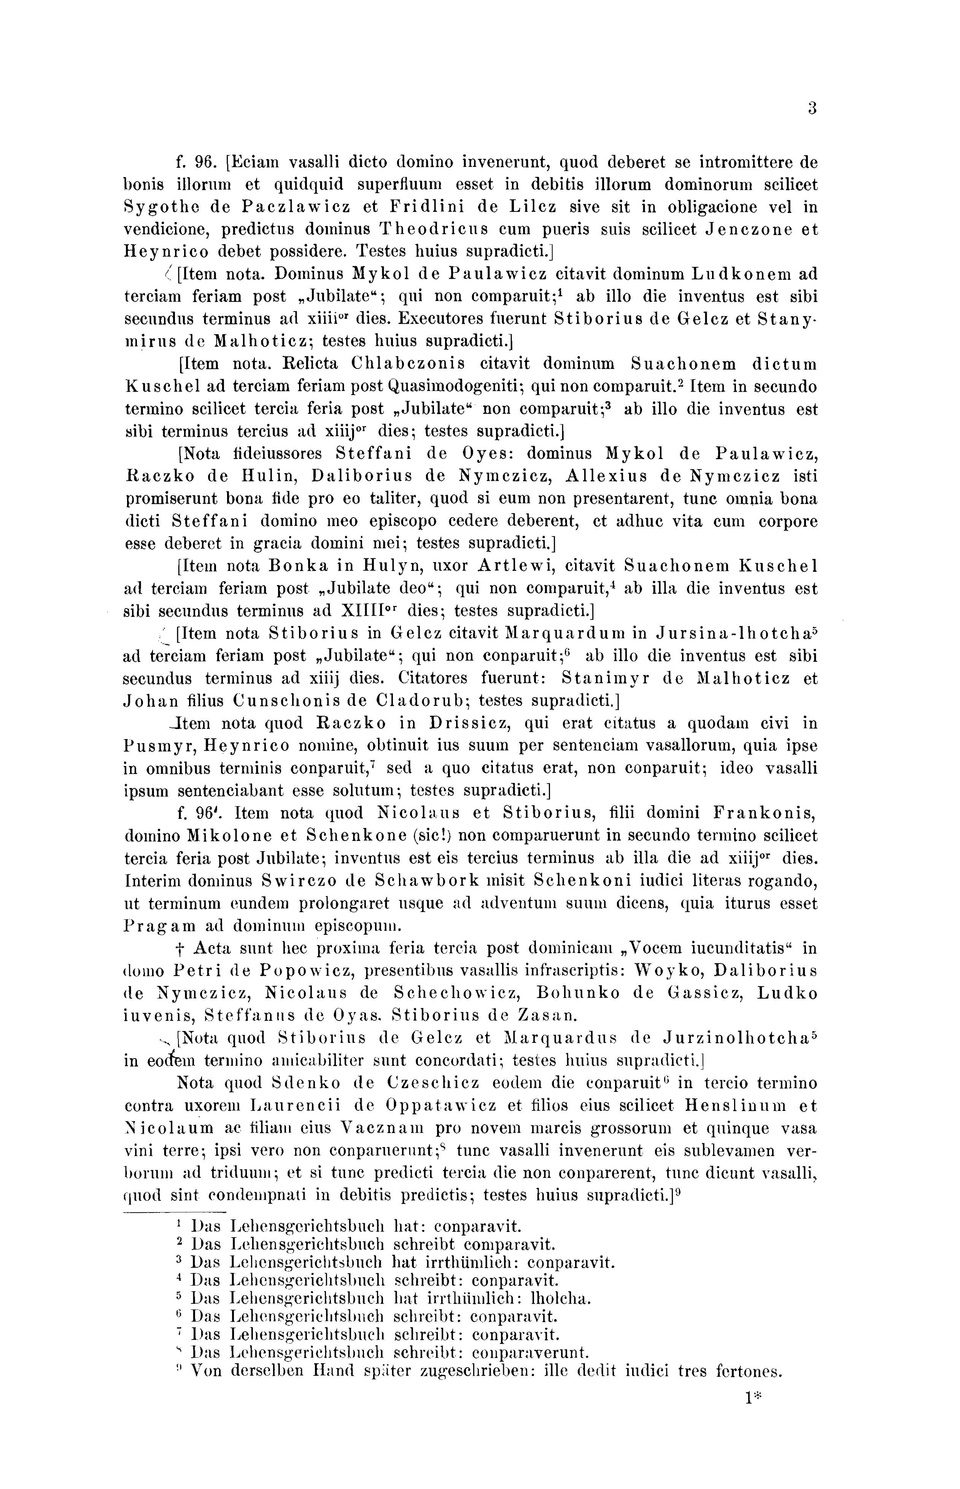 3
f. 96. [Eciam vasalli dicto domino invenerunt, quod deberet se intromittere de
bonis illorum et quidquid superfluum esset in debitis illorum dominorum scilicet
Sygothe de Paczlawicz et Fridlini de Lilcz sive sit in obligacione vel in
vendicione, predictus dominus Theodricus cum pueris suis scilicet Jenczone et
Heynrico debet possidere. Testes huius supradicti.]
[Item nota. Dominus Mykol de Paulawicz citavit dominum Ludkonem ad
terciam feriam post „Jubilate“; qui non comparuit;¹ ab illo die inventus est sibi
secundus terminus ad xiiiiᵒʳ dies. Executores fuerunt Stiborius de Gelcz et Stany-
mirus de Malhoticz; testes huius supradicti.]
[Item nota. Relicta Chlabczonis citavit dominum Suachonem dictum
Kuschel ad terciam feriam post Quasimodogeniti; qui non comparuit.² Item in secundo
termino scilicet tercia feria post „Jubilate“ non comparuit;³ ab illo die inventus est
sibi terminus tercius ad xiiijᵒʳ dies; testes supradicti.]
[Nota fideiussores Steffani de Oyes: dominus Mykol de Paulawicz,
Raczko de Hulin, Daliborius de Nymczicz, Allexius de Nymczicz isti
promiserunt bona fide pro eo taliter, quod si eum non presentarent, tunc omnia bona
dicti Steffani domino meo episcopo cedere deberent, et adhuc vita cum corpore
esse deberet in gracia domini mei; testes supradicti.]
[Item nota Bonka in Hulyn, uxor Artlewi, citavit Suachonem Kuschel
ad terciam feriam post „Jubilate deo“; qui non comparuit,⁴ ab illa die inventus est
sibi secundus terminus ad XIIIIᵒʳ dies; testes supradicti.]
[Item nota Stiborius in Gelcz citavit Marquardum in Jursina-lhotcha⁵
ad terciam feriam post „Jubilate“; qui non conparuit;⁶ ab illo die inventus est sibi
secundus terminus ad xiiij dies. Citatores fuerunt: Stanimyr de Malhoticz et
Johan filius Cunschonis de Cladorub; testes supradicti.]
Item nota quod Raczko in Drissicz, qui erat citatus a quodam civi in
Pusmyr, Heynrico nomine, obtinuit ius suum per sentenciam vasallorum, quia ipse
in omnibus terminis conparuit,⁷ sed a quo citatus erat, non conparuit; ideo vasalli
ipsum sentenciabant esse solutum; testes supradicti.]
f. 96'. Item nota quod Nicolaus et Stiborius, filii domini Frankonis,
domino Mikolone et Schenkone (sic!) non comparuerunt in secundo termino scilicet
tercia feria post Jubilate; inventus est eis tercius terminus ab illa die ad xiiijᵒʳ dies.
Interim dominus Swirczo de Schawbork misit Schenkoni iudici literas rogando,
ut terminum eundem prolongaret usque ad adventum suum dicens, quia iturus esset
Pragam ad dominum episcopum.
† Acta sunt hec proxima feria tercia post dominicam „Vocem iucunditatis“ in
domo Petri de Popowicz, presentibus vasallis infrascriptis: Woyko, Daliborius
de Nymczicz, Nicolaus de Schechowicz, Bohunko de Gassicz, Ludko
iuvenis, Steffanus de Oyas. Stiborius de Zasan.
[Nota quod Stiborius de Gelcz et Marquardus de Jurzinolhotcha⁵
in eodem termino amicabiliter sunt concordati; testes huius supradicti.]
Nota quod Sdenko de Czeschicz eodem die conparuit⁶ in tercio termino
contra uxorem Laurencii de Oppatawicz et filios eius scilicet Henslinum et
Nicolaum ac filiam eius Vacznam pro novem marcis grossorum et quinque vasa
vini terre; ipsi vero non conparuerunt;⁸ tunc vasalli invenerunt eis sublevamen ver-
borum ad triduum; et si tunc predicti tercia die non conparerent, tunc dicunt vasalli,
quod sint condempnati in debitis predictis; testes huius supradicti.]⁹
¹ Das Lehensgerichtsbuch hat: conparavit.
² Das Lehensgerichtsbuch schreibt comparavit.
³ Das Lehensgerichtsbuch hat irrthümlich: conparavit.
⁴ Das Lehensgerichtsbuch schreibt: conparavit.
⁵ Das Lehensgerichtsbuch hat irrthümlich: lholcha.
⁶ Das Lehensgerichtsbuch schreibt: conparavit.
⁷ Das Lehensgerichtsbuch schreibt: conparavit.
⁸ Das Lehensgerichtsbuch schreibt: conparaverunt.
⁹ Von derselben Hand später zugeschrieben: ille dedit iudici tres fertones.
1*